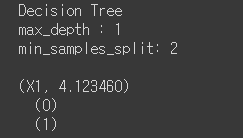 Decision Tree
max_depth : 1
min_samples_split: 2
(X1, 4.123460)
(0)
(1)